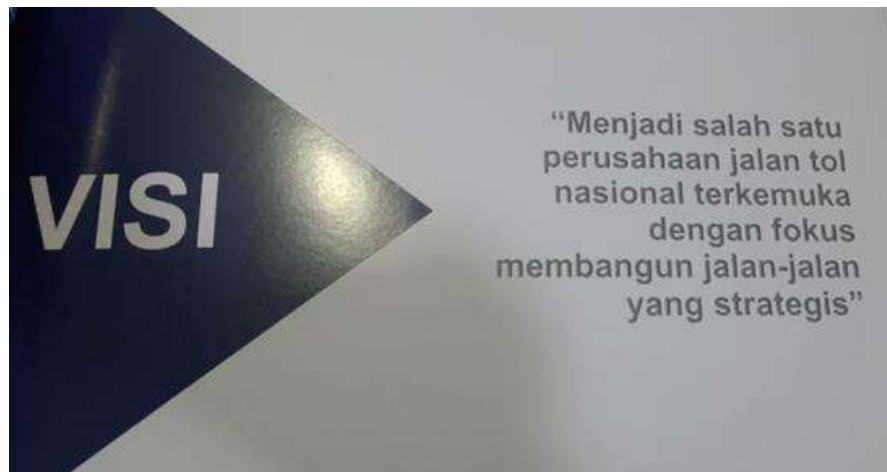 VISI
“Menjadi salah satu
perusahaan jalan tol
nasional terkemuka
dengan fokus
membangun jalan-jalan
yang strategis”